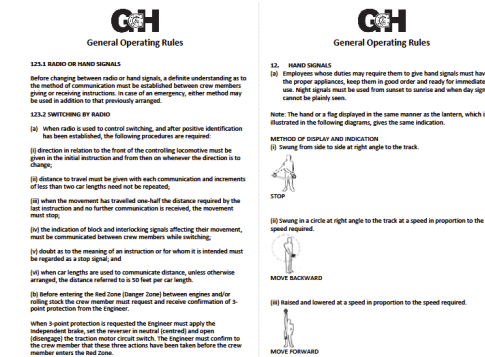 G&H
General Operating Rules
123.1 RADIO OR HAND SIGNALS
Before changing between radio or hand signals, a definite understanding as to
the method of communication must be established between crew members
giving or receiving instructions. In case of an emergency, either method may
be used in addition to that previously arranged.
123.2 SWITCHING BY RADIO
(a) When radio is used to control switching, and after positive identification
has been established, the following procedures are required:
(i) direction in relation to the front of the controlling locomotive must be
given in the initial instruction and from then on whenever the direction is to
change;
(ii) distance to travel must be given with each communication and increments
of less than two car lengths need not be repeated;
(iii) when the movement has travelled one-half the distance required by the
last instruction and no further communication is received, the movement
must stop;
(iv) the indication of block and interlocking signals affecting their movement,
must be communicated between crew members while switching;
(v) doubt as to the meaning of an instruction or for whom it is intended must
be regarded as a stop signal; and
(vi) when car lengths are used to communicate distance, unless otherwise
arranged, the distance referred to is 50 feet per car length.
(b) Before entering the Red Zone (Danger Zone) between engines and/or
rolling stock the crew member must request and receive confirmation of 3-
point protection from the Engineer.
When 3-point protection is requested the Engineer must apply the
Independent brake, set the reverser in neutral (centred) and open
(disengage) the traction motor circuit switch. The Engineer must confirm to
the crew member that these three actions have been taken before the crew
member enters the Red Zone.
G&H
General Operating Rules
12. HAND SIGNALS
(a) Employees whose duties may require them to give hand signals must hav
the proper appliances, keep them in good order and ready for immediate
use. Night signals must be used from sunset to sunrise and when day sign
cannot be plainly seen.
Note: The hand or a flag displayed in the same manner as the lantern, which i
illustrated in the following diagrams, gives the same indication.
METHOD OF DISPLAY AND INDICATION
(i) Swung from side to side at right angle to the track.
STOP
(ii) Swung in a circle at right angle to the track at a speed in proportion to the
speed required.
MOVE BACKWARD
(iii) Raised and lowered at a speed in proportion to the speed required.
MOVE FORWARD